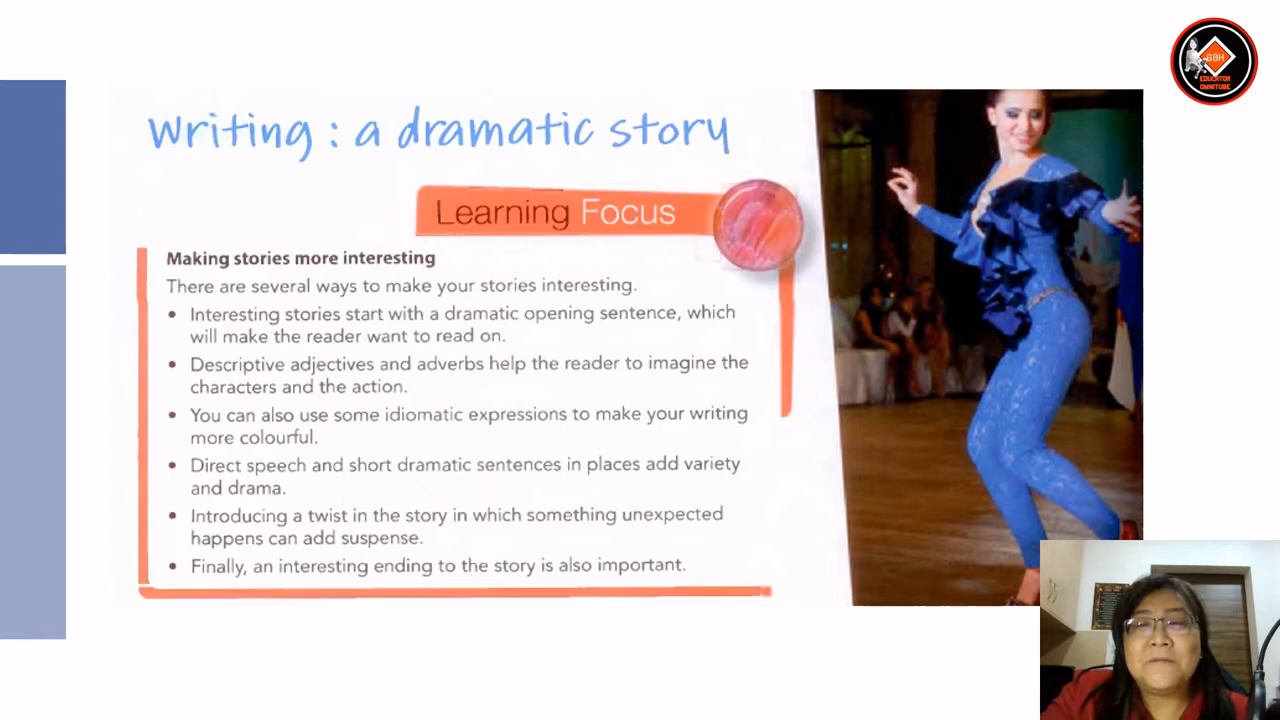 GBH
EDUCATOR
OMNITUBE
Writing : a dramatic story
Learning Focus
Making stories more interesting
There are several ways to make your stories interesting.
• Interesting stories start with a dramatic opening sentence, which
will make the reader want to read on.
• Descriptive adjectives and adverbs help the reader to imagine the
characters and the action.
• You can also use some idiomatic expressions to make your writing
more colourful.
• Direct speech and short dramatic sentences in places add variety
and drama.
• Introducing a twist in the story in which something unexpected
happens can add suspense.
• Finally, an interesting ending to the story is also important.